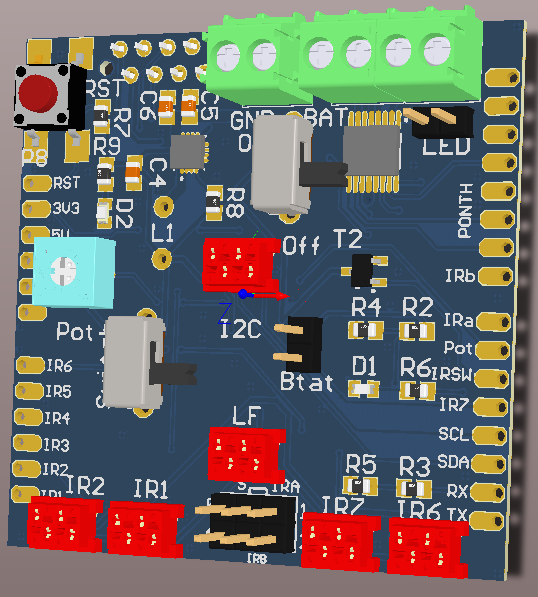 RST
C6
C5
R7
GND
BAT
LED
P8
R9
C4
RST
3V3
5V
D2
R8
L1
PONTH
Off
T2
IRb
I2C
R4
R2
IRa
Pot
Pot
Btat
D1
R6
IRSW
IR6
IR7
IR5
IR4
LF
SCL
IR3
SDA
IR2
R5
R3
RX
IR1
IR2
IR1
IRA
IR7
IR6
TX
IRB